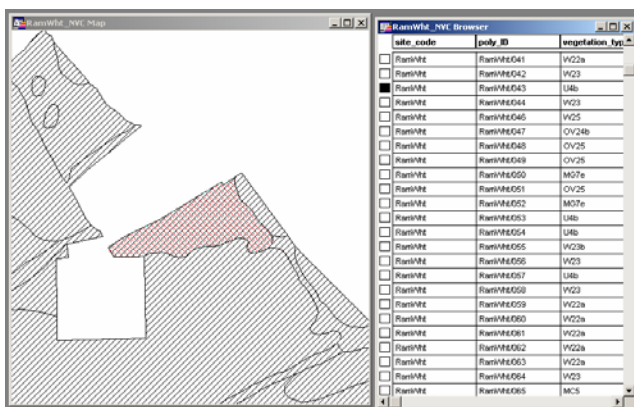 RamWht_NVC Map
RamWht_NVC Browser
site_code poly_ID vegetation_typ
RamWht RamWht/041 W22a
RamWht RamWht/042 W23
RamWht RamWht/043 U4b
RamWht RamWht/044 W23
RamWht RamWht/046 W25
RamWht RamWht/047 OV24b
RamWht RamWht/048 OV25
RamWht RamWht/049 OV25
RamWht RamWht/050 MG7e
RamWht RamWht/051 OV25
RamWht RamWht/052 MG7e
RamWht RamWht/053 U4b
RamWht RamWht/054 U4b
RamWht RamWht/055 W23b
RamWht RamWht/056 W23
RamWht RamWht/057 U4b
RamWht RamWht/058 W23
RamWht RamWht/059 W22a
RamWht RamWht/060 W22a
RamWht RamWht/061 W22a
RamWht RamWht/062 W22a
RamWht RamWht/063 W22a
RamWht RamWht/064 W23
RamWht RamWht/065 MC5